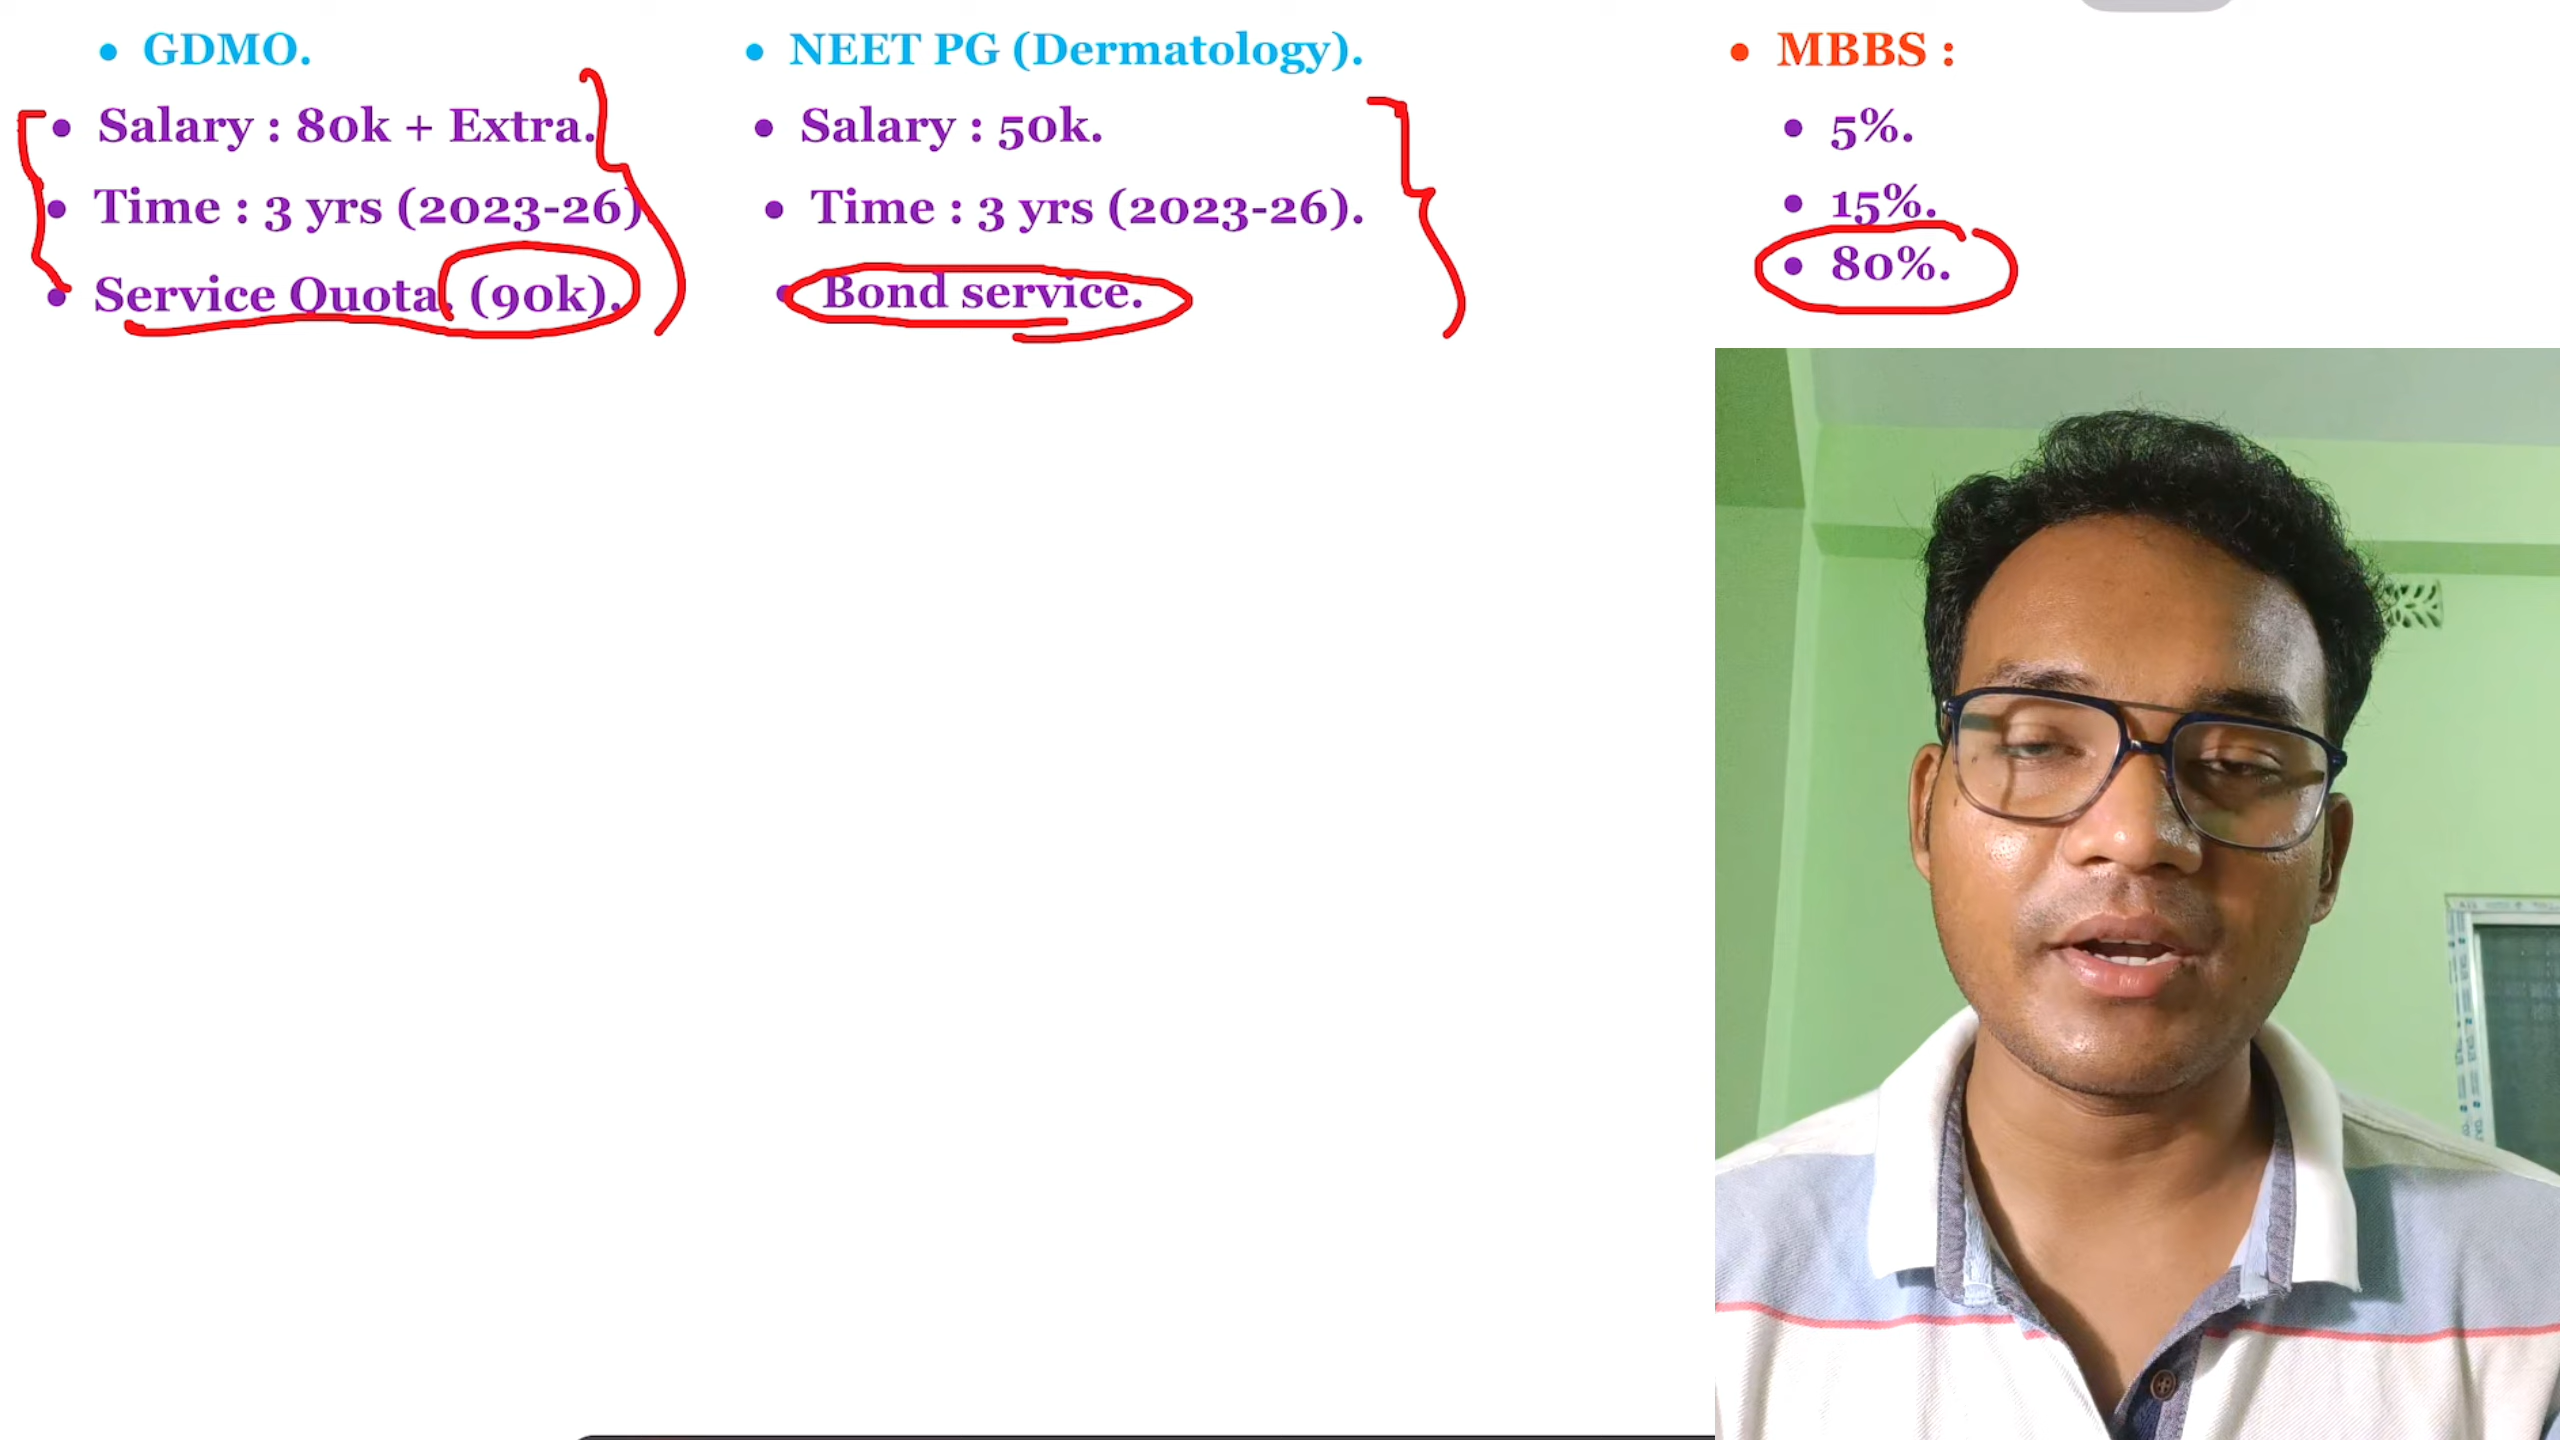 • GDMO.
• Salary : 80k + Extra.
• Time : 3 yrs (2023-26)
• Service Quota. (90k).
• NEET PG (Dermatology).
• Salary : 50k.
• Time : 3 yrs (2023-26).
• Bond service.
• MBBS :
• 5%.
• 15%.
• 80%.